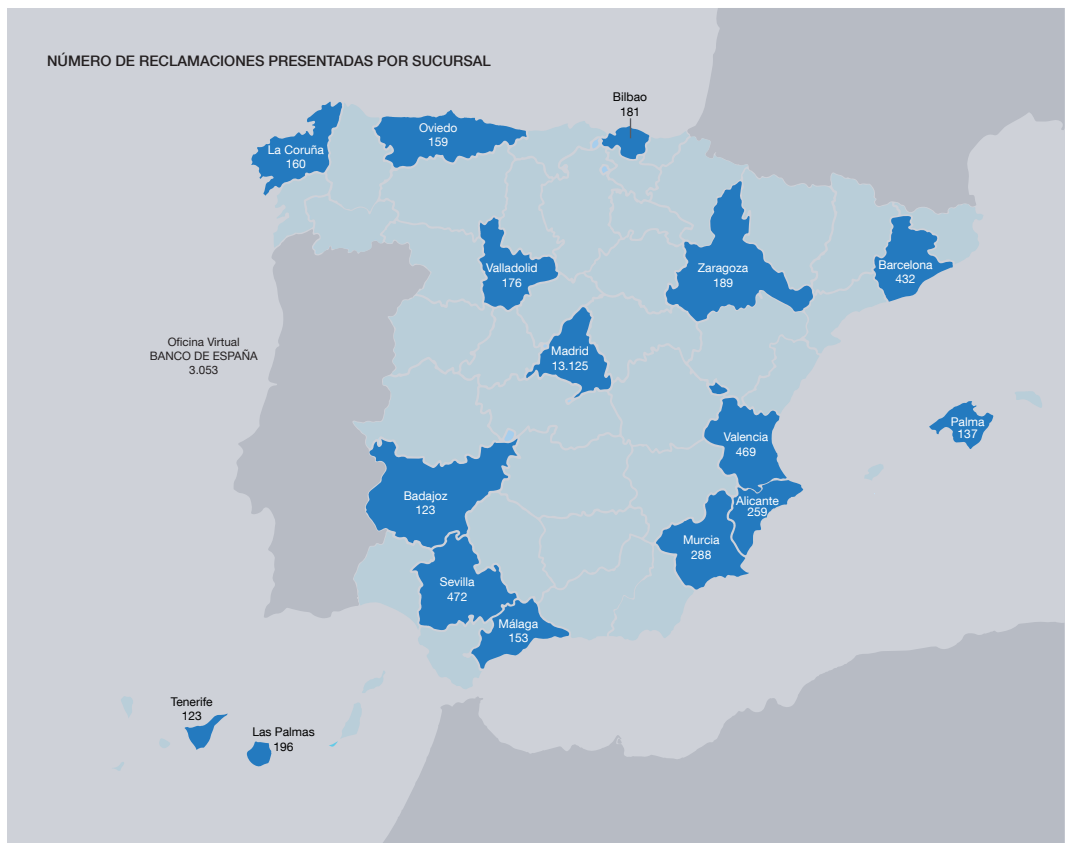 NÚMERO DE RECLAMACIONES PRESENTADAS POR SUCURSAL
Bilbao
181
Oviedo
159
La Coruña
160
Valladolid
176
Zaragoza
189
Barcelona
432
Oficina Virtual
BANCO DE ESPAÑA
3.053
Madrid
13.125
Palma
137
Valencia
469
Badajoz
123
Alicante
259
Murcia
288
Sevilla
472
Málaga
153
Tenerife
123
Las Palmas
196